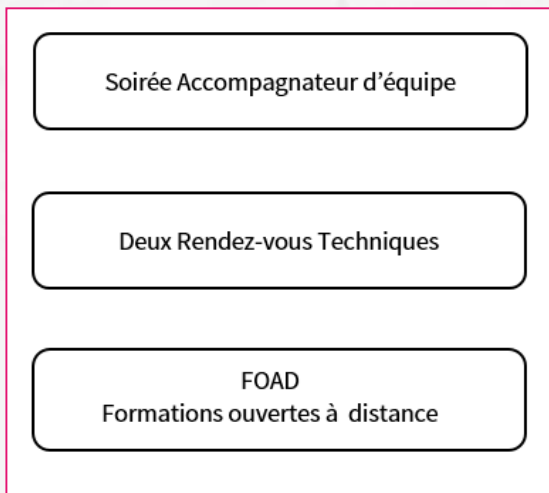 Soirée Accompagnateur d’équipe
Deux Rendez-vous Techniques
FOAD
Formations ouvertes à distance